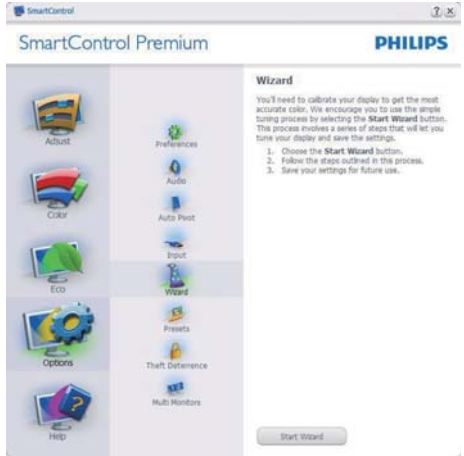 SmartControl
SmartControl Premium
PHILIPS
Adjust
Color
Eco
Options
Help
Preferences
Audio
Auto Pivot
Input
Wizard
Presets
Theft Deterrence
Multi Monitors
Wizard
You'll need to calibrate your display to get the most
accurate color. We encourage you to use the simple
tuning process by selecting the Start Wizard button.
This process involves a series of steps that will let you
tune your display and save the settings.
1. Choose the Start Wizard button.
2. Follow the steps outlined in this process.
3. Save your settings for future use.
Start Wizard